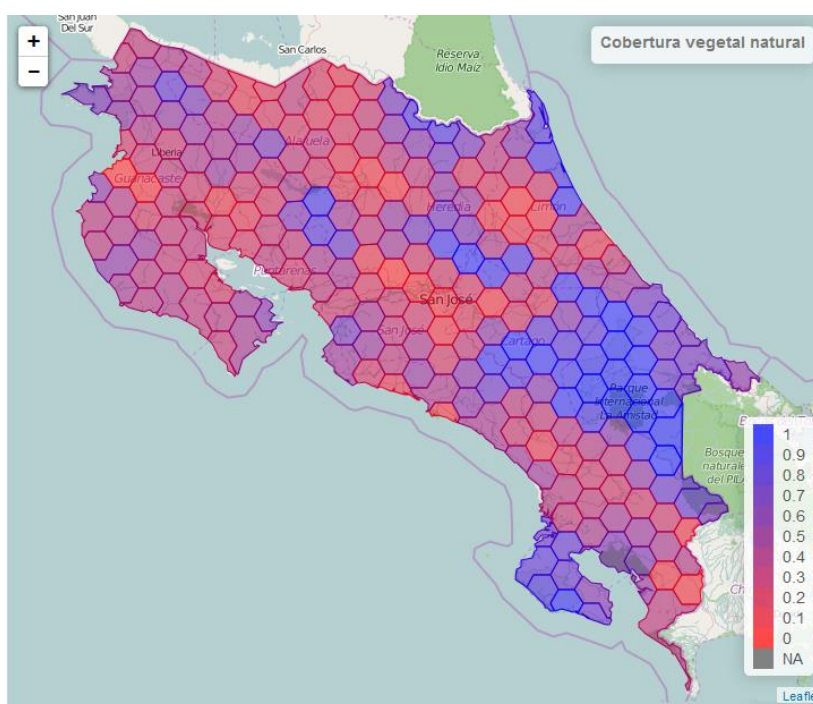 San Juan
Del Sur
+
−
San Carlos
Reserva
Idio Maíz
Cobertura vegetal natural
Liberia
Alajuela
Guanacaste
Heredia
Limón
Puntarenas
San José
San José
Cartago
Parque
Internacional
La Amistad
Bosque
natural
del PILA
1
0.9
0.8
0.7
0.6
0.5
0.4
0.3
0.2
0.1
0
NA
Leafle